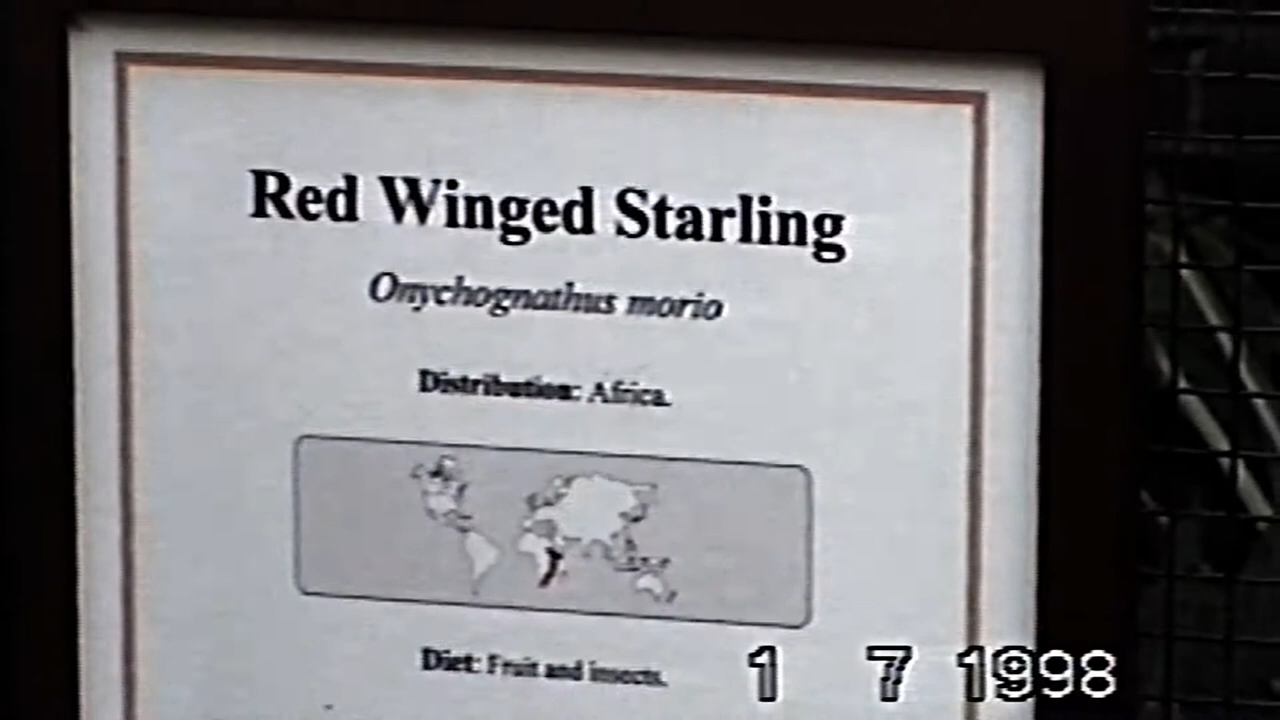 Red Winged Starling
Onychognathus morio
Distribution: Africa.
Diet: Fruit and insects.
1 7 1998